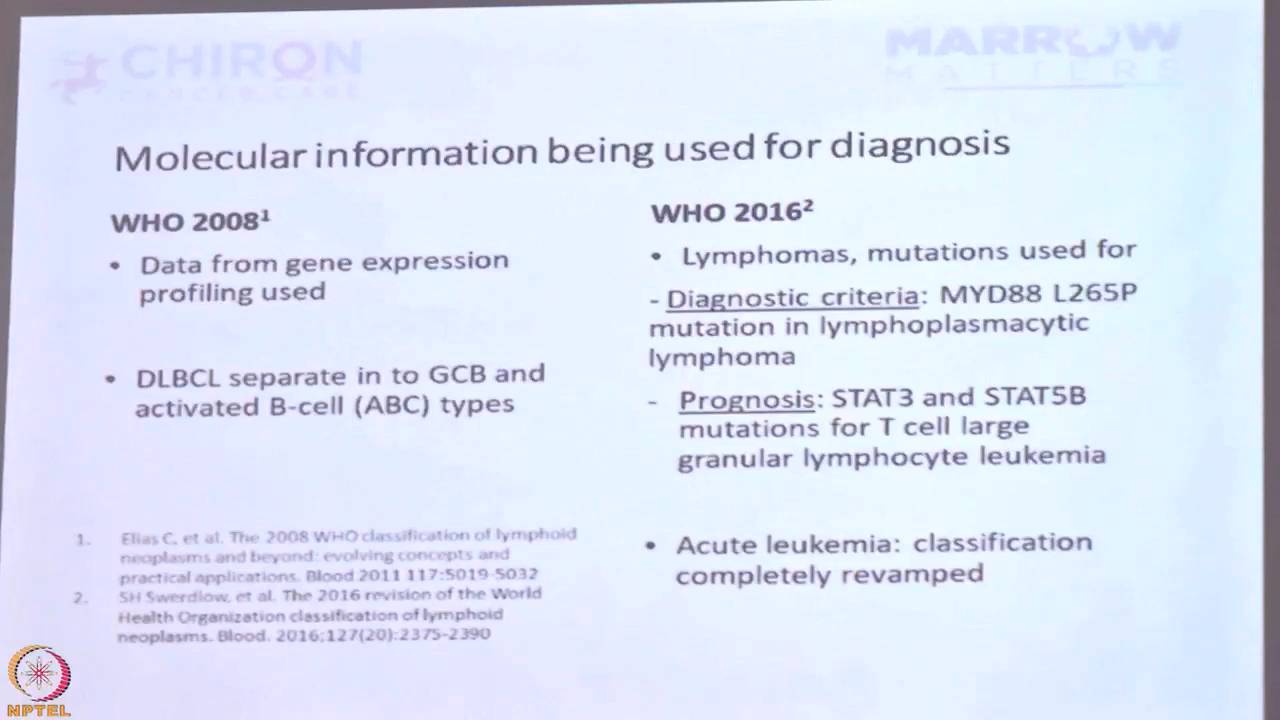 CHIRON
CANCER CARE
MARROW
MATTERS
Molecular information being used for diagnosis
WHO 2008¹
• Data from gene expression
profiling used
• DLBCL separate in to GCB and
activated B-cell (ABC) types
WHO 2016²
• Lymphomas, mutations used for
- Diagnostic criteria: MYD88 L265P
mutation in lymphoplasmacytic
lymphoma
- Prognosis: STAT3 and STAT5B
mutations for T cell large
granular lymphocyte leukemia
• Acute leukemia: classification
completely revamped
1. Elias C, et al. The 2008 WHO classification of lymphoid
neoplasms and beyond: evolving concepts and
practical applications. Blood 2011 117:5019-5032
2. SH Swerdlow, et al. The 2016 revision of the World
Health Organization classification of lymphoid
neoplasms. Blood. 2016;127(20):2375-2390
NPTEL